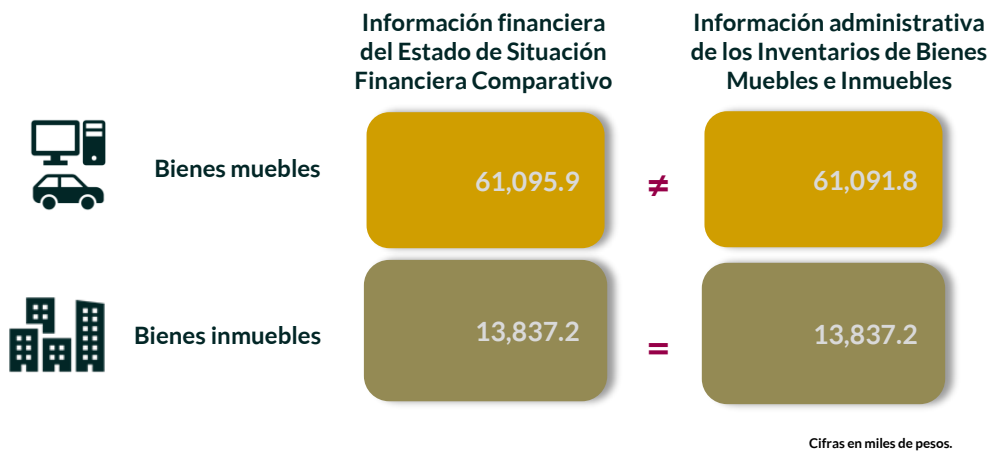 Información financiera
del Estado de Situación
Financiera Comparativo
Información administrativa
de los Inventarios de Bienes
Muebles e Inmuebles
Bienes muebles
61,095.9
≠
61,091.8
Bienes inmuebles
13,837.2
=
13,837.2
Cifras en miles de pesos.